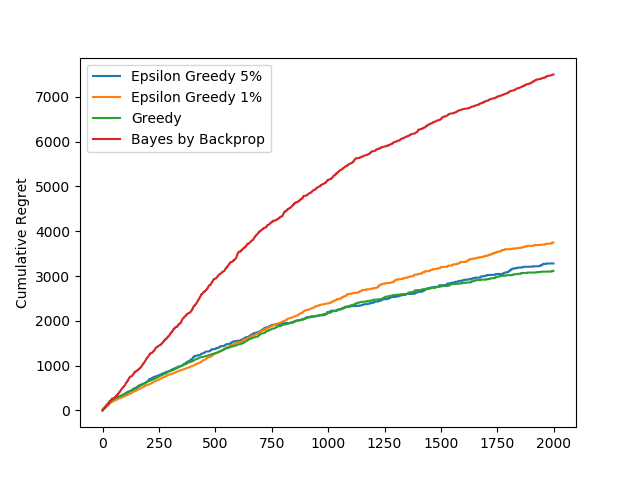 Epsilon Greedy 5%
Epsilon Greedy 1%
Greedy
Bayes by Backprop
Cumulative Regret
7000
6000
5000
4000
3000
2000
1000
0
0 250 500 750 1000 1250 1500 1750 2000